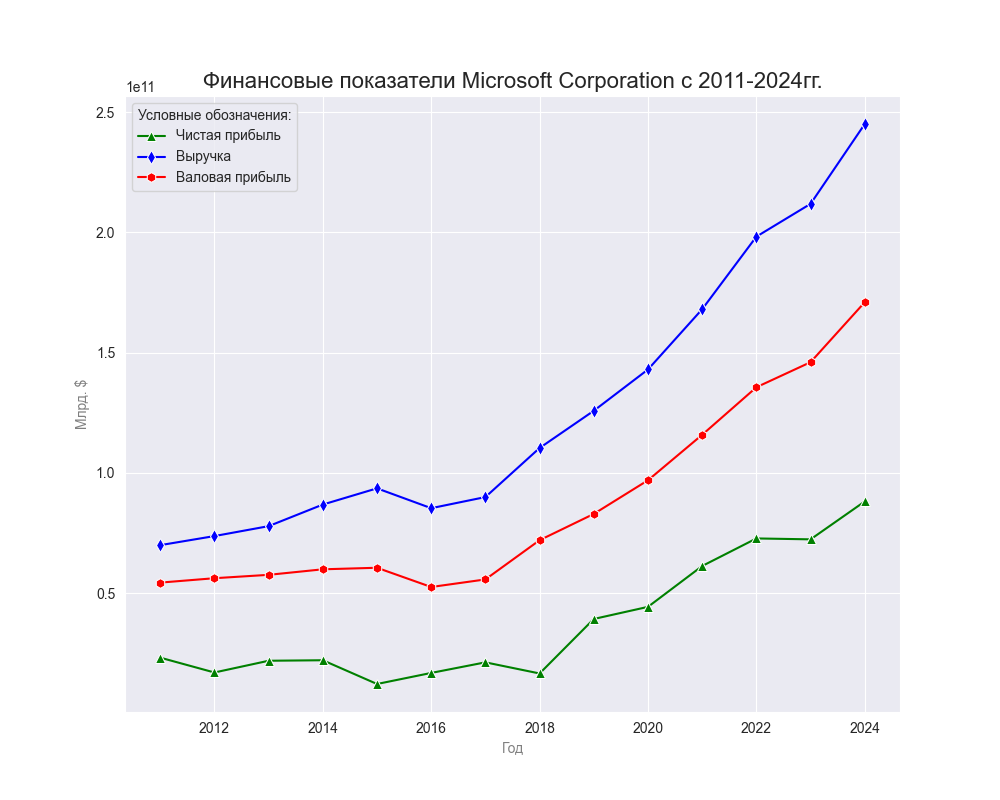 Финансовые показатели Microsoft Corporation с 2011-2024гг.
1e11
Условные обозначения:
Чистая прибыль
Выручка
Валовая прибыль
2.5
2.0
1.5
1.0
0.5
Млрд. $
2012 2014 2016 2018 2020 2022 2024
Год